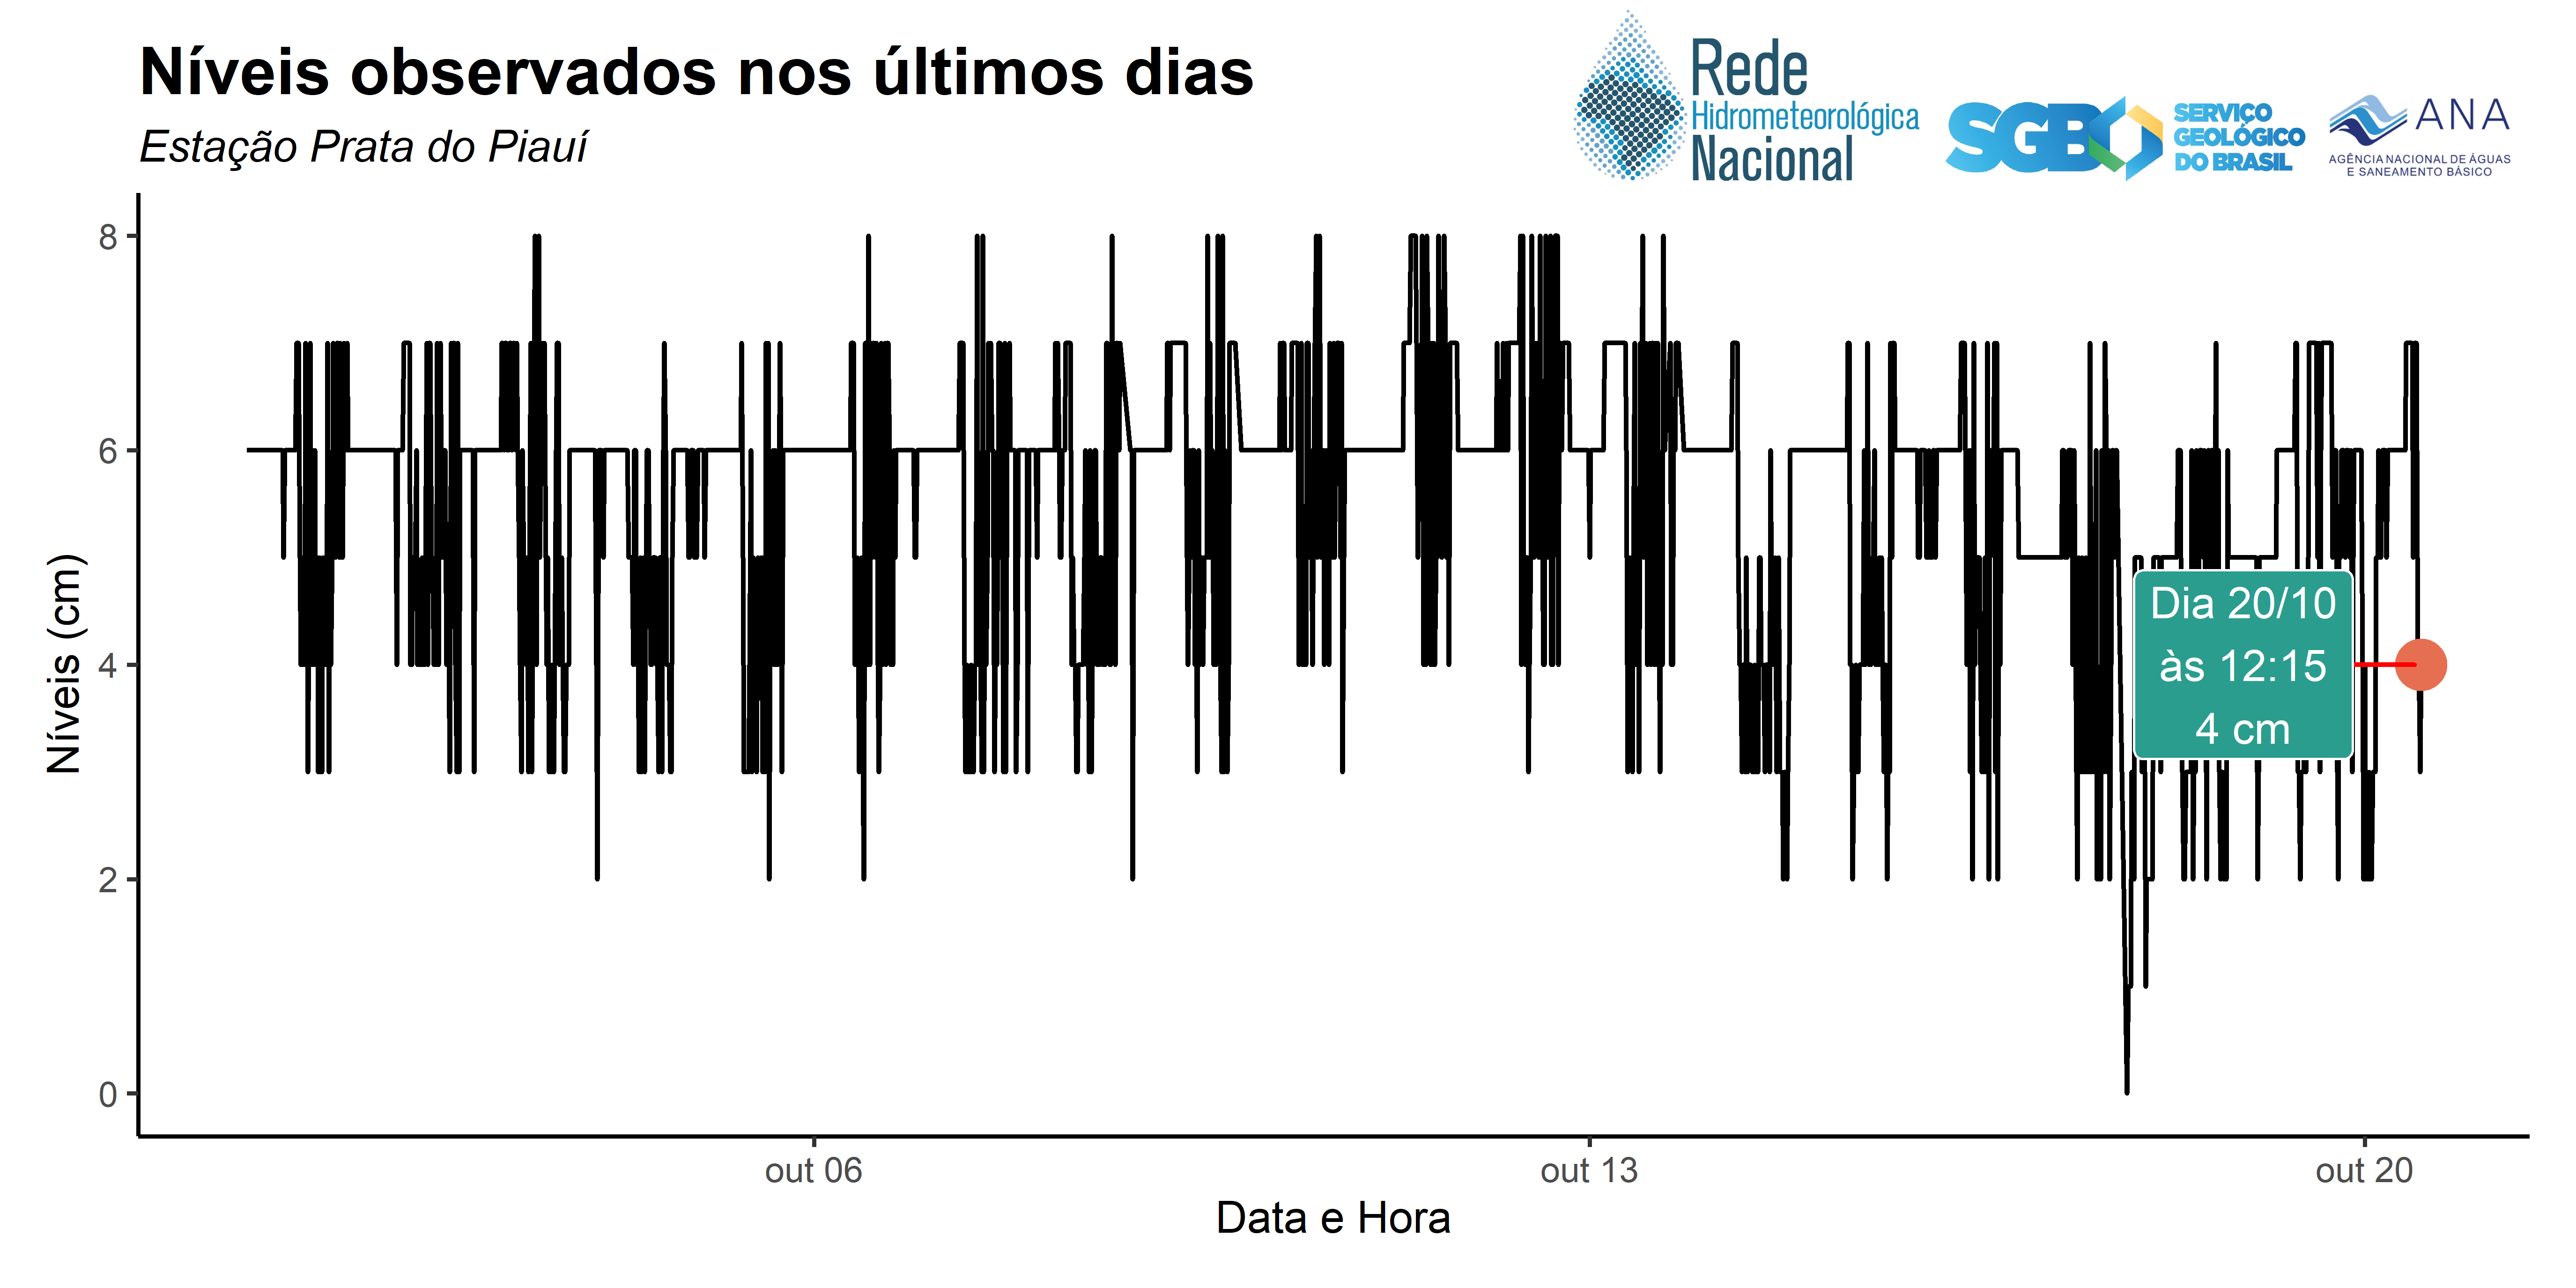 Níveis observados nos últimos dias
Estação Prata do Piauí
Rede
Hidrometeorológica
Nacional
SGB
SERVIÇO
GEOLÓGICO
DO BRASIL
ANA
AGÊNCIA NACIONAL DE ÁGUAS
E SANEAMENTO BÁSICO
Níveis (cm)
8
6
4
2
0
Dia 20/10
às 12:15
4 cm
out 06
out 13
out 20
Data e Hora